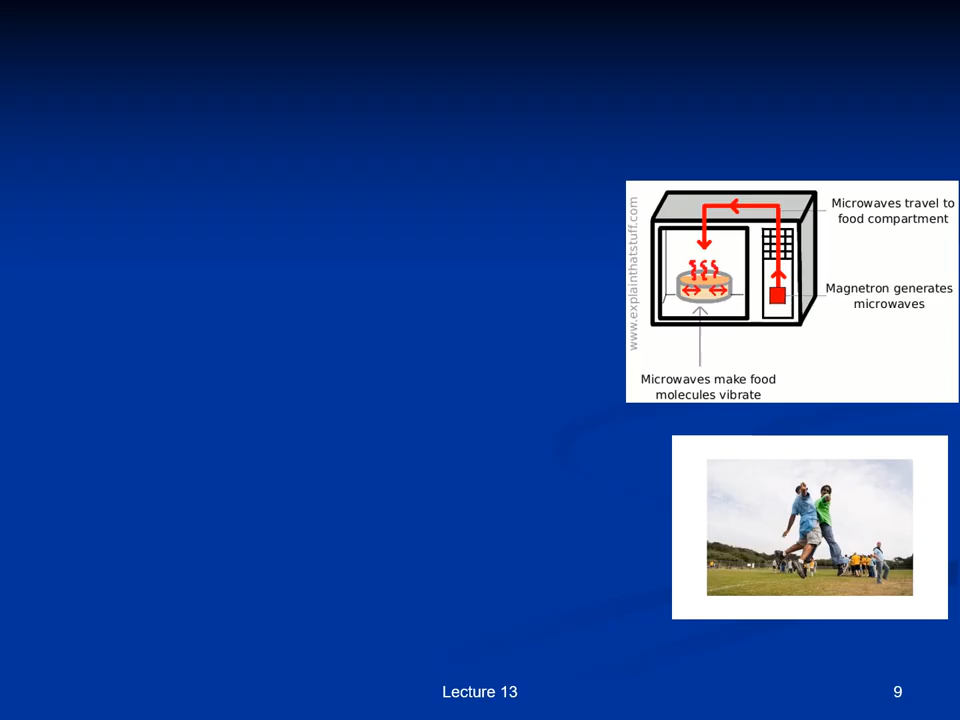 www.explainthatstuff.com
Microwaves travel to
food compartment
Magnetron generates
microwaves
Microwaves make food
molecules vibrate
Lecture 13
9